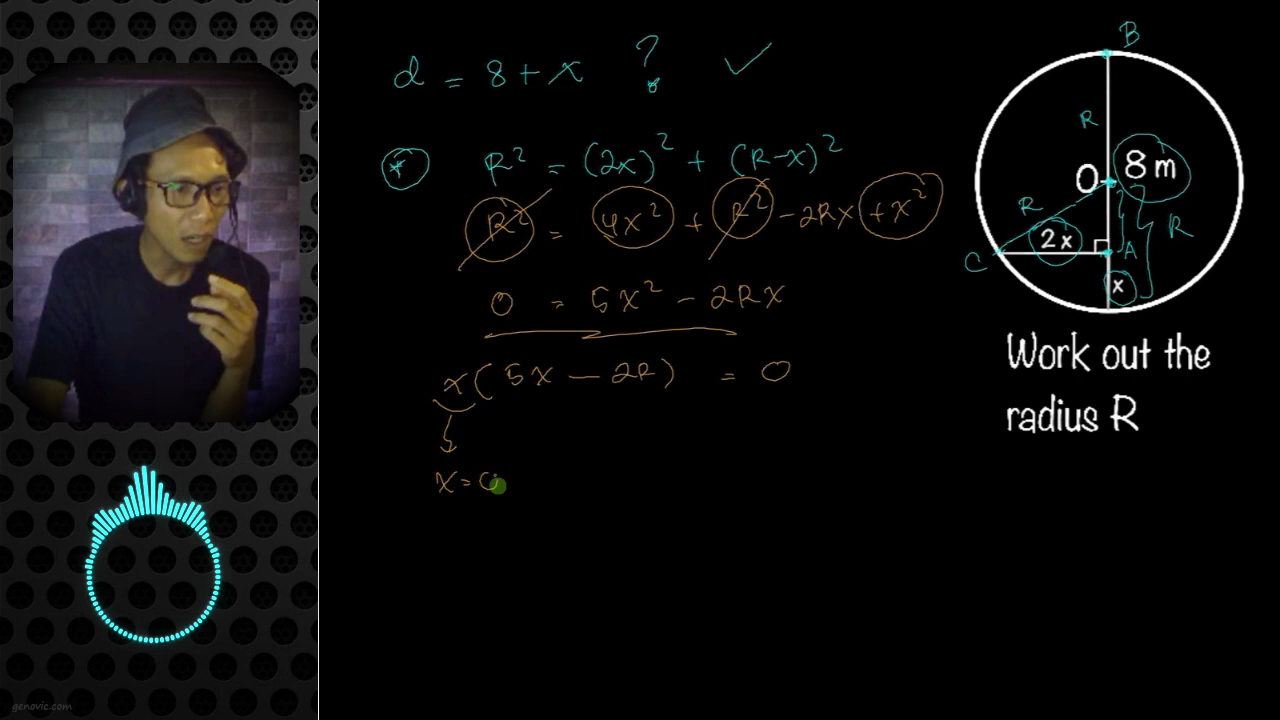 d = 8 + x ?
* R² = (2x)² + (R-x)²
R² = 4x² + R² - 2Rx + x²
0 = 5x² - 2Rx
x(5x - 2R) = 0
x = 0
B
R
O 8 m
R
R
2x
A
C
x
Work out the
radius R
genovic.com